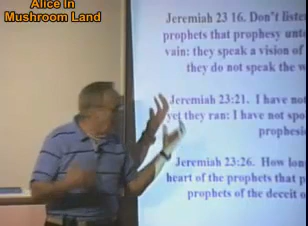 Alice In
Mushroom Land
Jeremiah 23 16. Don't liste
prophets that prophesy unt
vain: they speak a vision of
they do not speak the w
Jeremiah 23:21. I have not
yet they ran: I have not spo
prophesi
Jeremiah 23:26. How lon
heart of the prophets that p
prophets of the deceit o